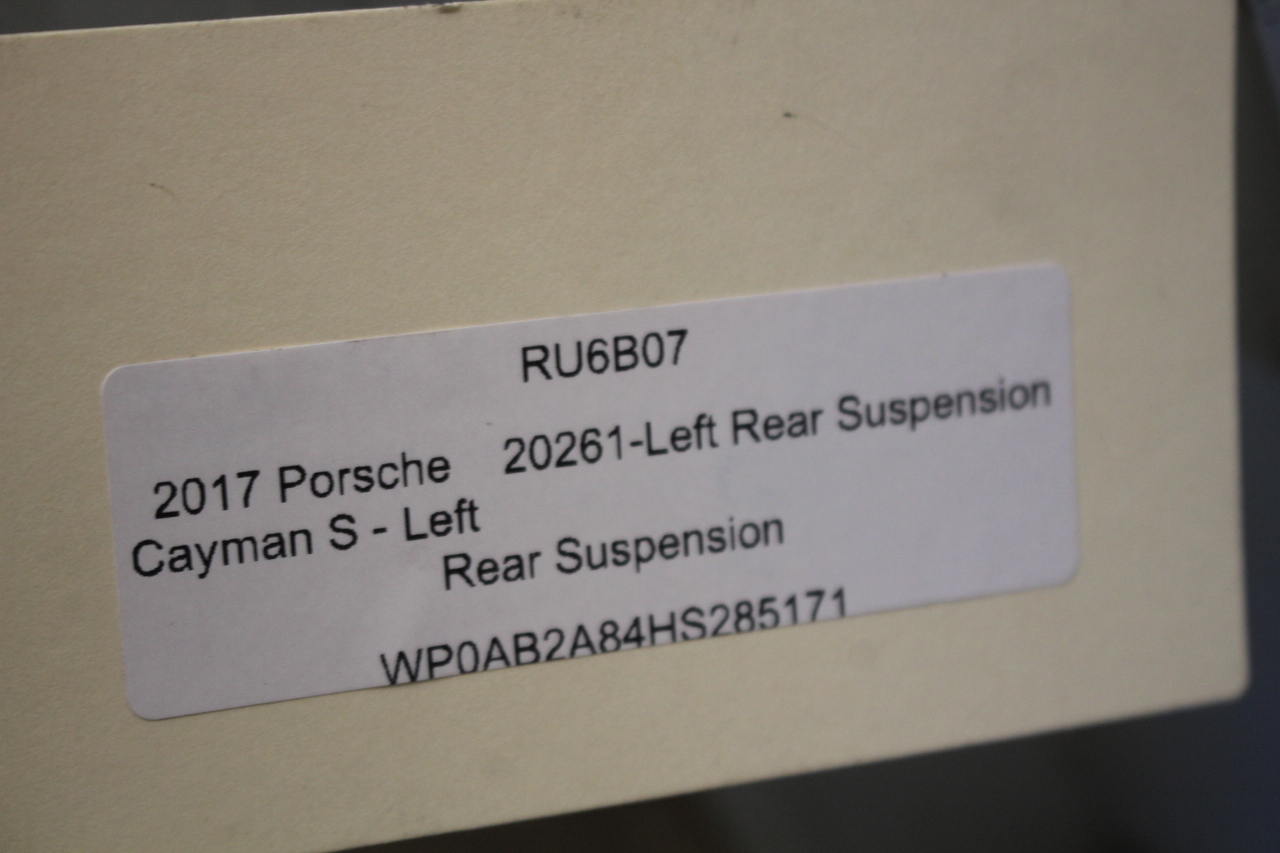 RU6B07
2017 Porsche 20261-Left Rear Suspension
Cayman S - Left
Rear Suspension
WP0AB2A84HS285171